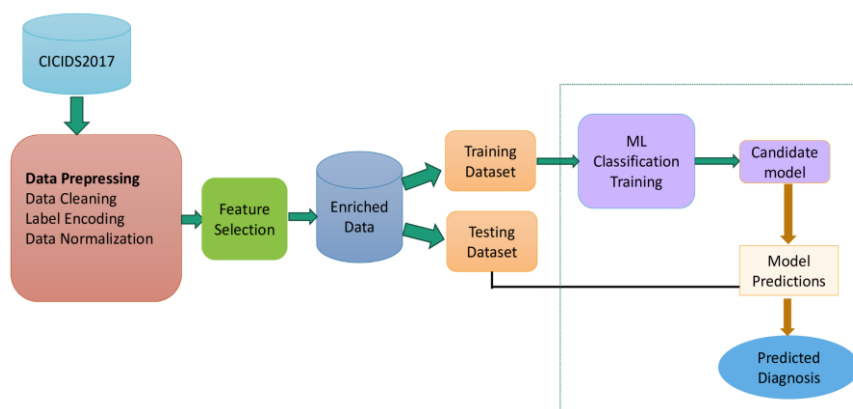 CICIDS2017
Data Prepressing
Data Cleaning
Label Encoding
Data Normalization
Feature
Selection
Enriched
Data
Training
Dataset
Testing
Dataset
ML
Classification
Training
Candidate
model
Model
Predictions
Predicted
Diagnosis